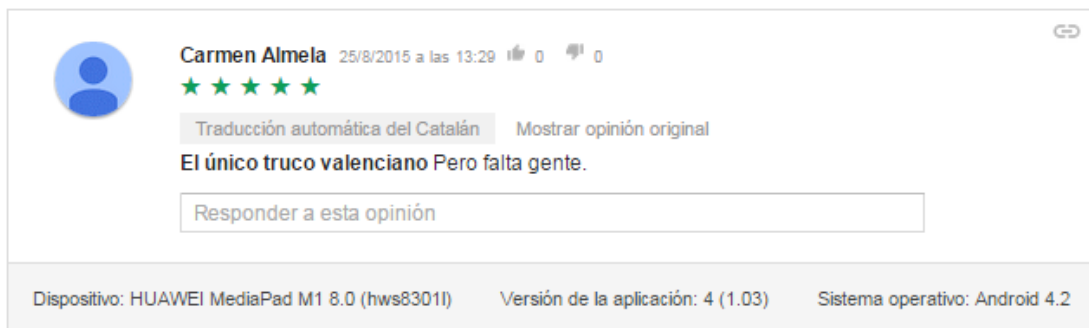 Carmen Almela 25/8/2015 a las 13:29 0 0
Traducción automática del Catalán Mostrar opinión original
El único truco valenciano Pero falta gente.
Responder a esta opinión
Dispositivo: HUAWEI MediaPad M1 8.0 (hws8301l) Versión de la aplicación: 4 (1.03) Sistema operativo: Android 4.2